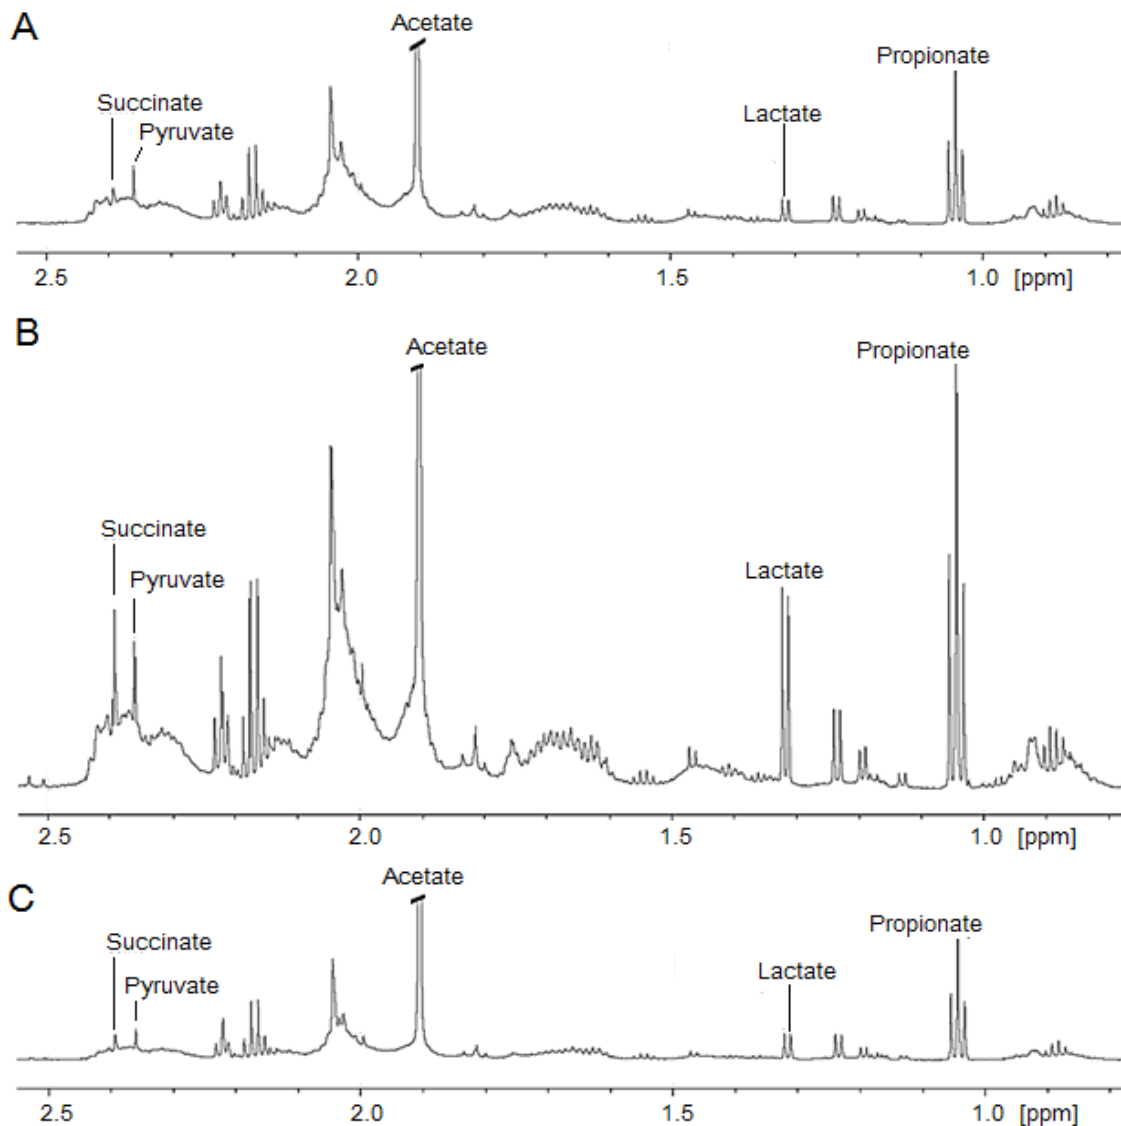 A
Acetate
Propionate
Succinate
Pyruvate
Lactate
2.5 2.0 1.5 1.0 [ppm]
B
Acetate
Propionate
Succinate
Pyruvate
Lactate
2.5 2.0 1.5 1.0 [ppm]
C
Acetate
Propionate
Succinate
Lactate
Pyruvate
2.5 2.0 1.5 1.0 [ppm]